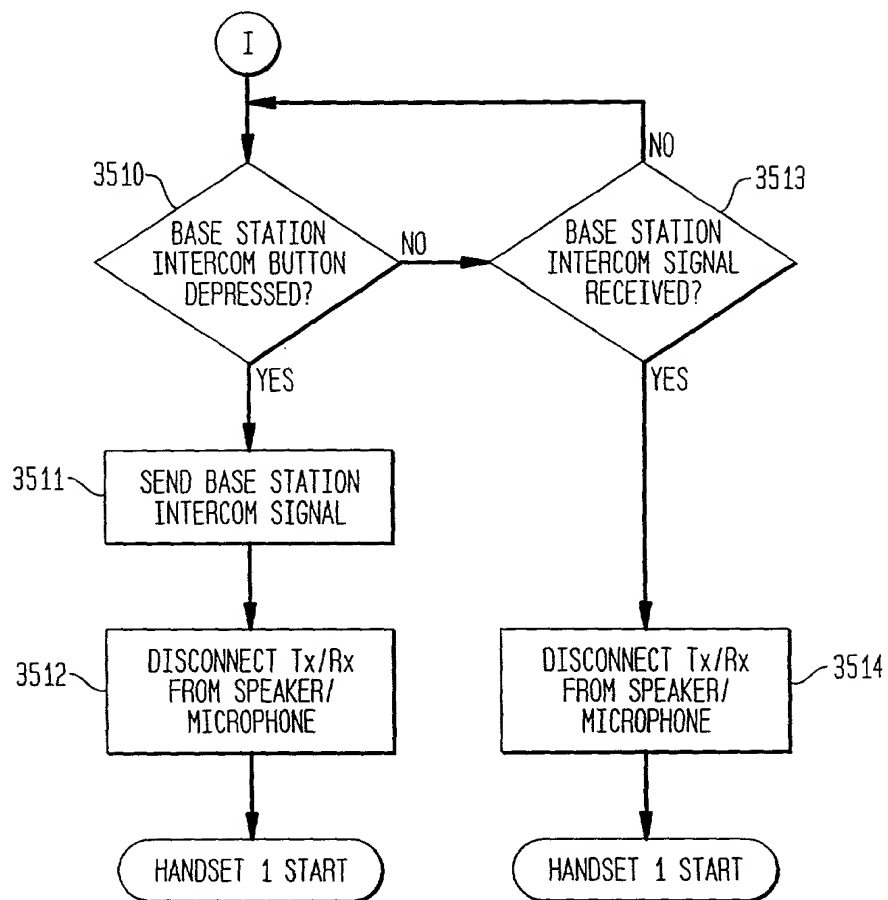 I
3510
BASE STATION
INTERCOM BUTTON
DEPRESSED?
NO
YES
3513
BASE STATION
INTERCOM SIGNAL
RECEIVED?
NO
YES
3511
SEND BASE STATION
INTERCOM SIGNAL
3512
DISCONNECT Tx/Rx
FROM SPEAKER/
MICROPHONE
3514
DISCONNECT Tx/Rx
FROM SPEAKER/
MICROPHONE
HANDSET 1 START
HANDSET 1 START